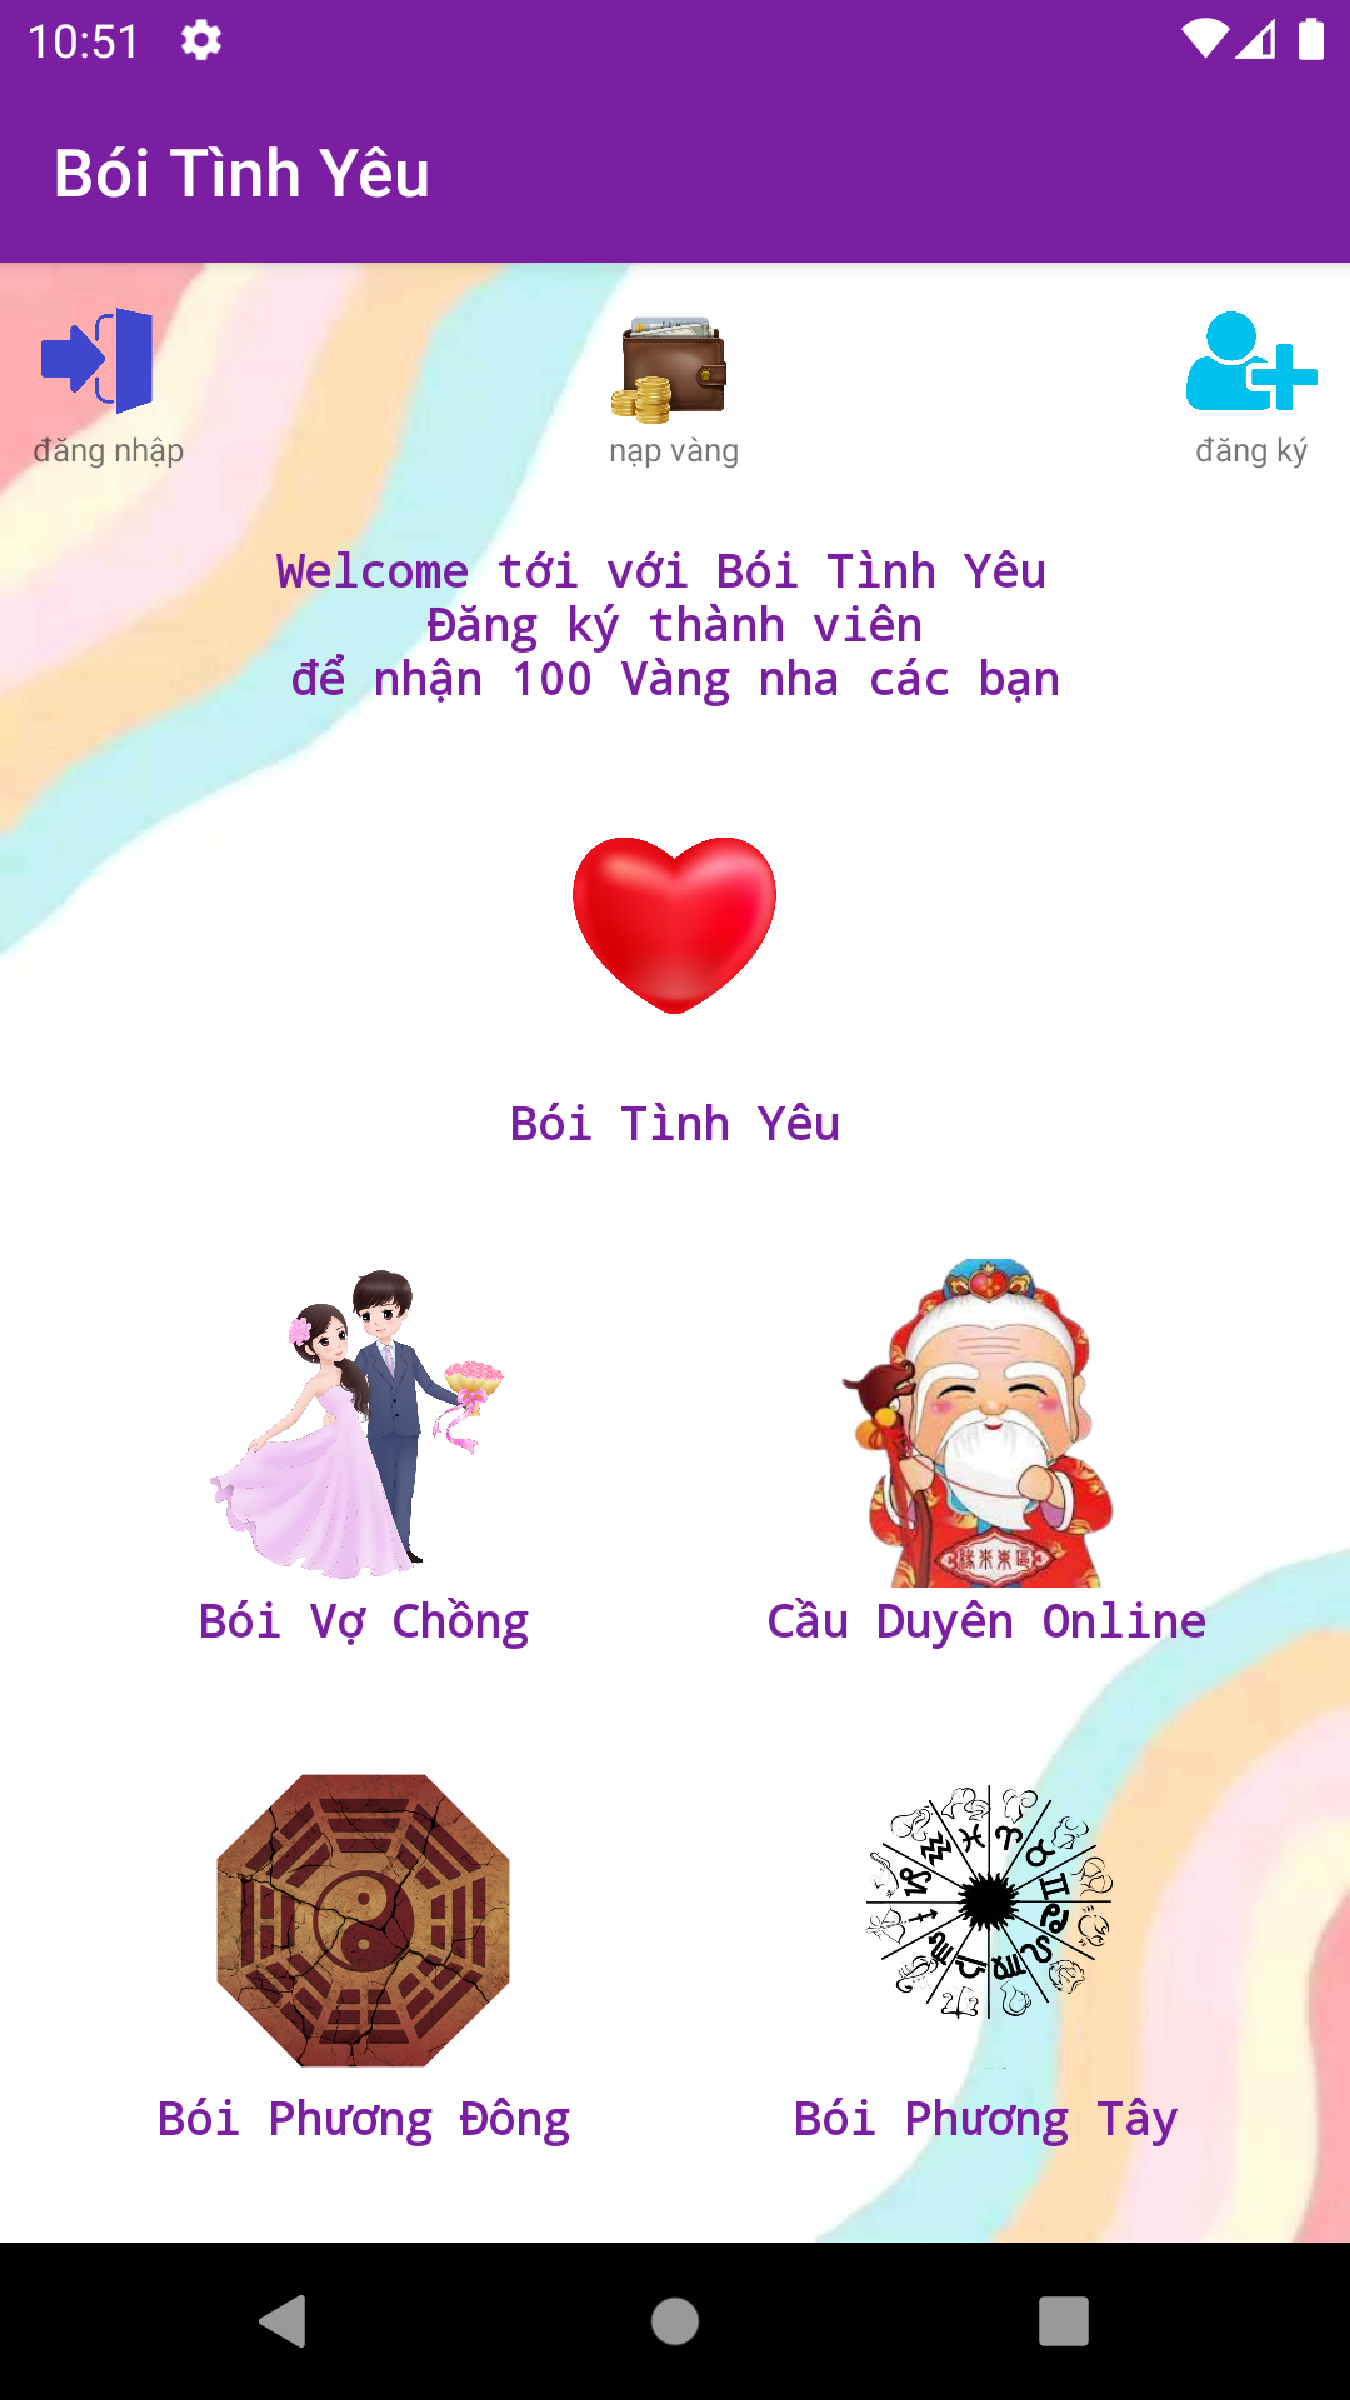 10:51
Bói Tình Yêu
đăng nhập
nạp vàng
đăng ký
Welcome tới với Bói Tình Yêu
Đăng ký thành viên
để nhận 100 Vàng nha các bạn
Bói Tình Yêu
Bói Vợ Chồng
Cầu Duyên Online
Bói Phương Đông
Bói Phương Tây